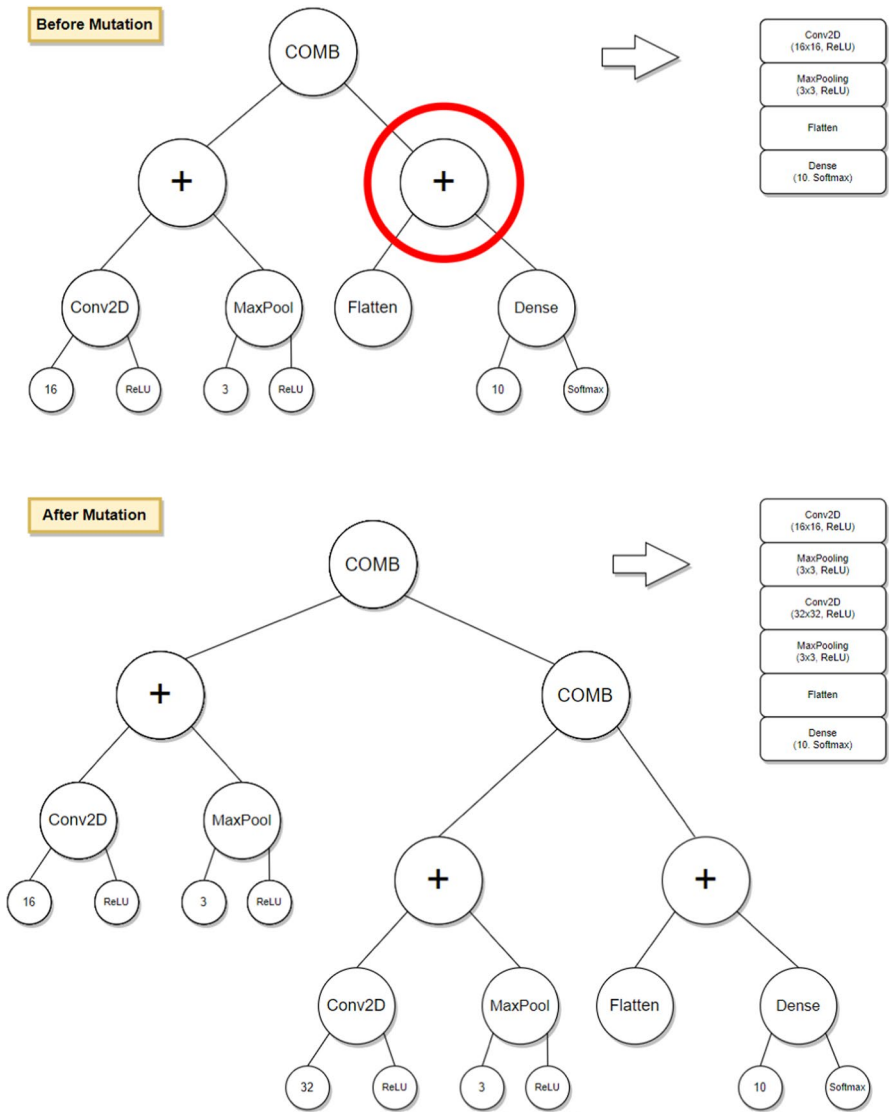 Before Mutation
COMB
Conv2D
(16x16, ReLU)
MaxPooling
(3x3, ReLU)
Flatten
Dense
(10. Softmax)
+
+
Conv2D
MaxPool
Flatten
Dense
16
ReLU
3
ReLU
10
Softmax
After Mutation
COMB
Conv2D
(16x16, ReLU)
MaxPooling
(3x3, ReLU)
Conv2D
(32x32, ReLU)
MaxPooling
(3x3, ReLU)
Flatten
Dense
(10. Softmax)
+
COMB
Conv2D
MaxPool
+
+
16
ReLU
3
ReLU
Conv2D
MaxPool
Flatten
Dense
32
ReLU
3
ReLU
10
Softmax